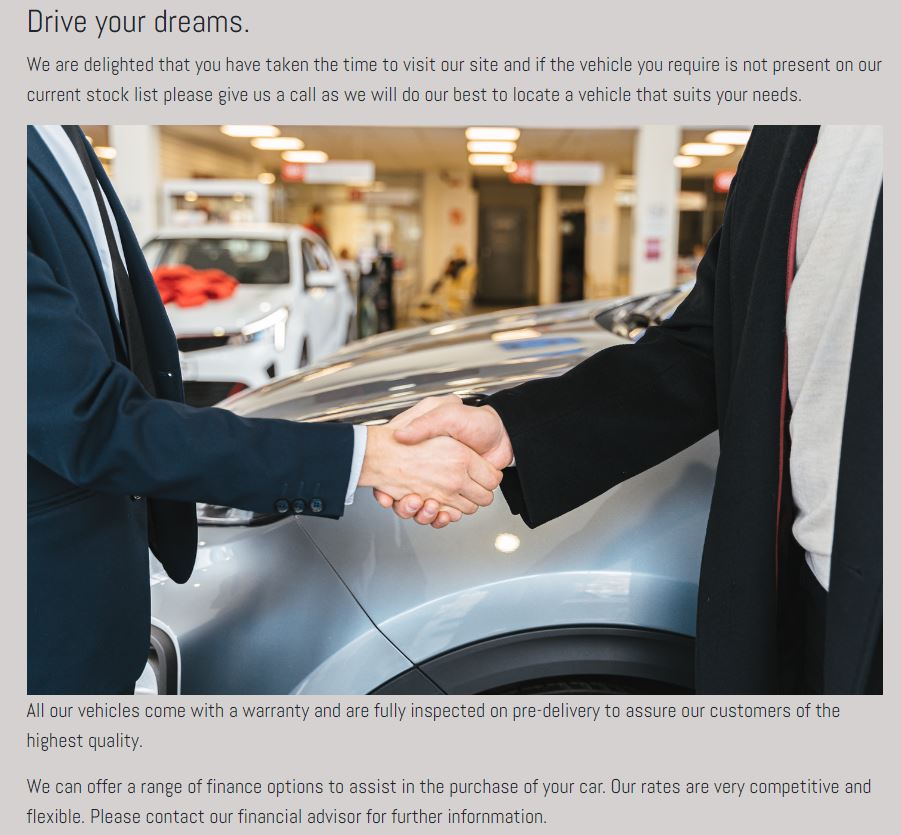 Drive your dreams.
We are delighted that you have taken the time to visit our site and if the vehicle you require is not present on our
current stock list please give us a call as we will do our best to locate a vehicle that suits your needs.
All our vehicles come with a warranty and are fully inspected on pre-delivery to assure our customers of the
highest quality.
We can offer a range of finance options to assist in the purchase of your car. Our rates are very competitive and
flexible. Please contact our financial advisor for further infornmation.